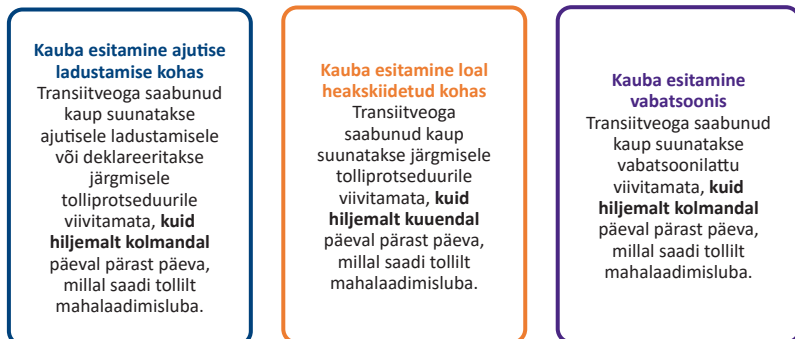 Kauba esitamine ajutise
ladustamise kohas
Transiitveoga saabunud
kaup suunatakse
ajutisele ladustamisele
või deklareeritakse
järgmisele
tolliprotseduurile
viivitamata, kuid
hiljemalt kolmandal
päeval pärast päeva,
millal saadi tollilt
mahalaadimisluba.
Kauba esitamine loal
heakskiidetud kohas
Transiitveoga
saabunud kaup
suunatakse järgmisele
tolliprotseduurile
viivitamata, kuid
hiljemalt kuuendal
päeval pärast päeva,
millal saadi tollilt
mahalaadimisluba.
Kauba esitamine
vabatsoonis
Transiitveoga saabunud
kaup suunatakse
vabatsoonilattu
viivitamata, kuid
hiljemalt kolmandal
päeval pärast päeva,
millal saadi tollilt
mahalaadimisluba.